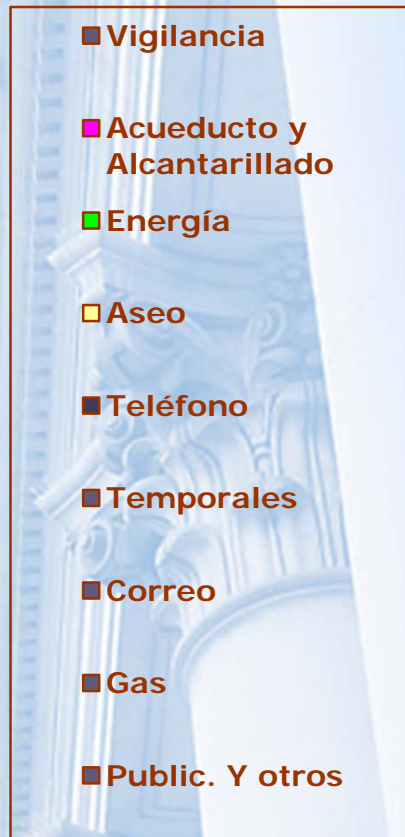 Vigilancia
Acueducto y
Alcantarillado
Energía
Aseo
Teléfono
Temporales
Correo
Gas
Public. Y otros